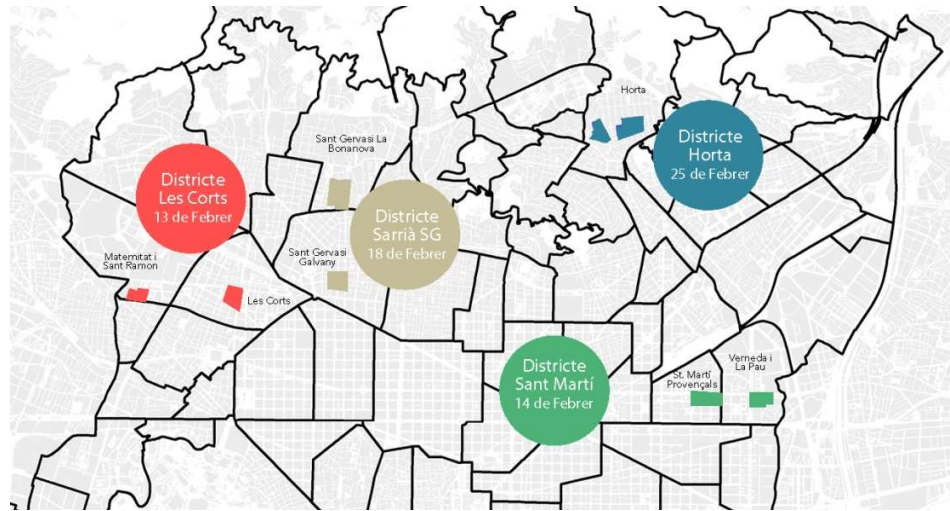 Horta
Districte
Horta
25 de Febrer
Sant Gervasi La
Bonanova
Districte
Les Corts
13 de Febrer
Districte
Sarrià SG
18 de Febrer
Maternitat i
Sant Ramon
Sant Gervasi
Galvany
Les Corts
Districte
Sant Martí
14 de Febrer
Verneda i
La Pau
St. Martí
Provençals